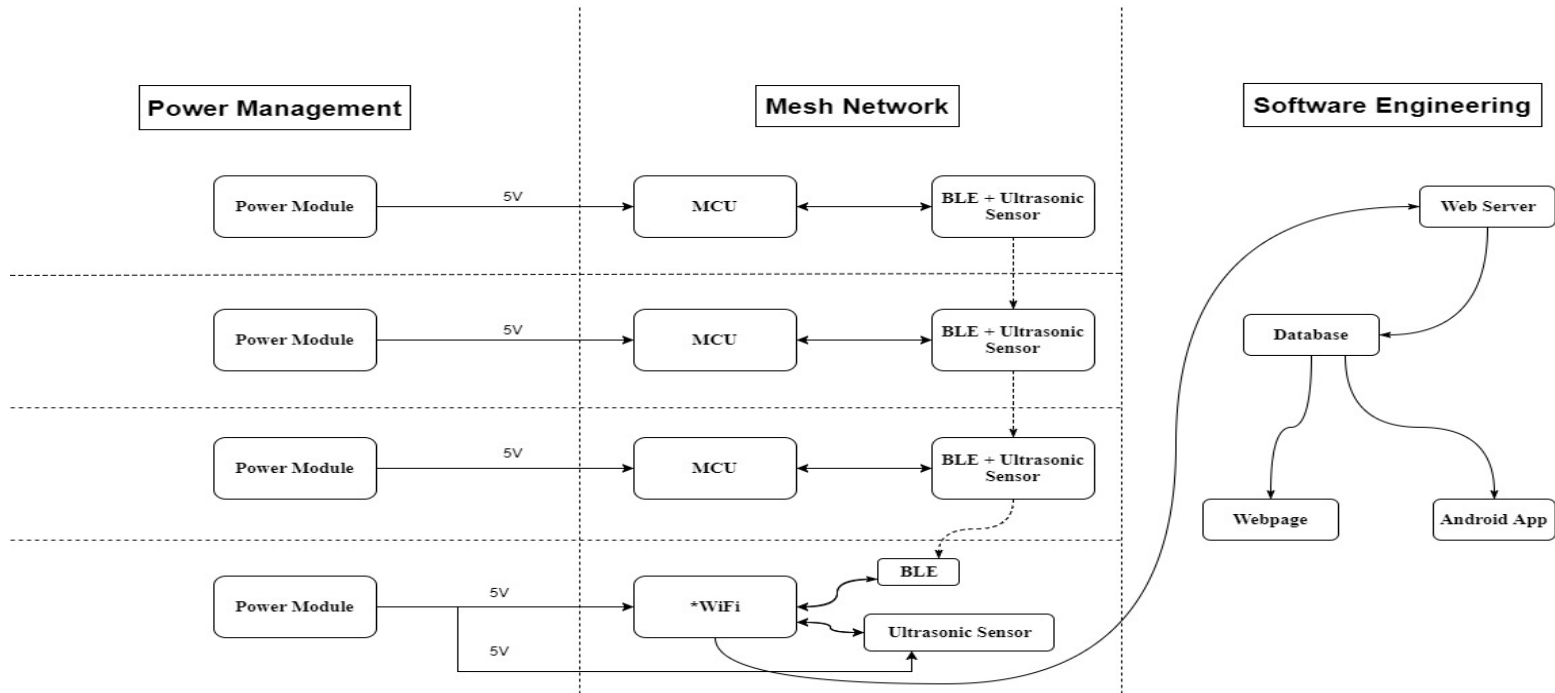 Power Management
Mesh Network
Software Engineering
Power Module
5V
MCU
BLE + Ultrasonic
Sensor
Web Server
Power Module
5V
MCU
BLE + Ultrasonic
Sensor
Database
Power Module
5V
MCU
BLE + Ultrasonic
Sensor
Webpage
Android App
BLE
Power Module
5V
*WiFi
Ultrasonic Sensor
5V